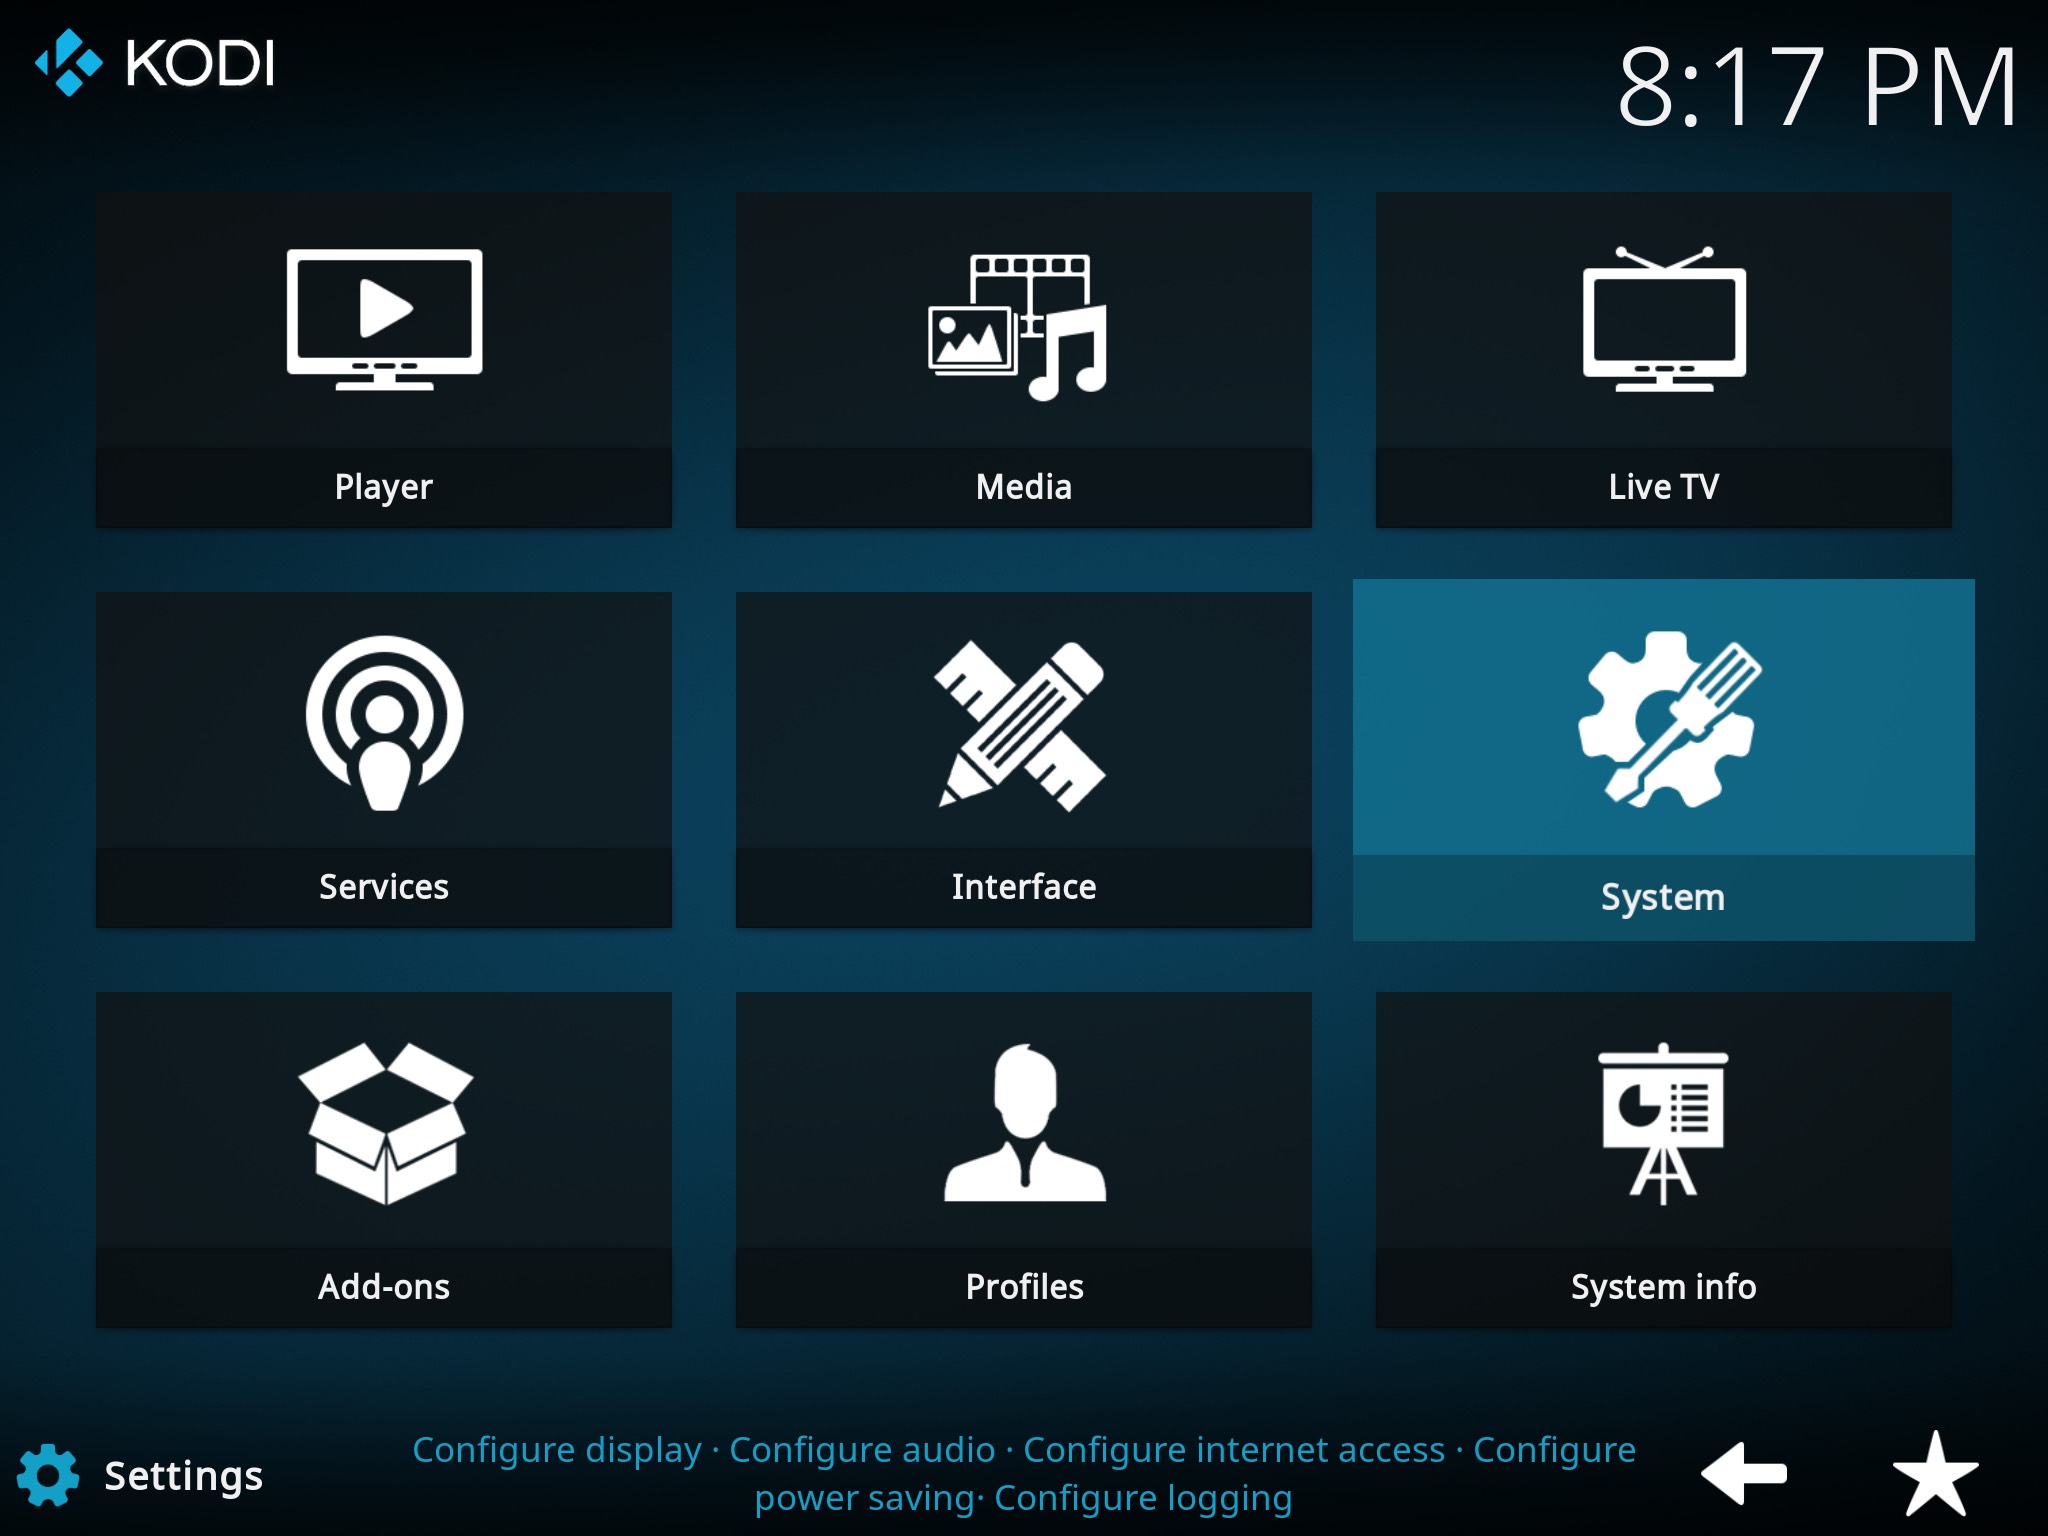 KODI
8:17 PM
Player
Media
Live TV
Services
Interface
System
Add-ons
Profiles
System info
Settings
Configure display · Configure audio · Configure internet access · Configure
power saving· Configure logging